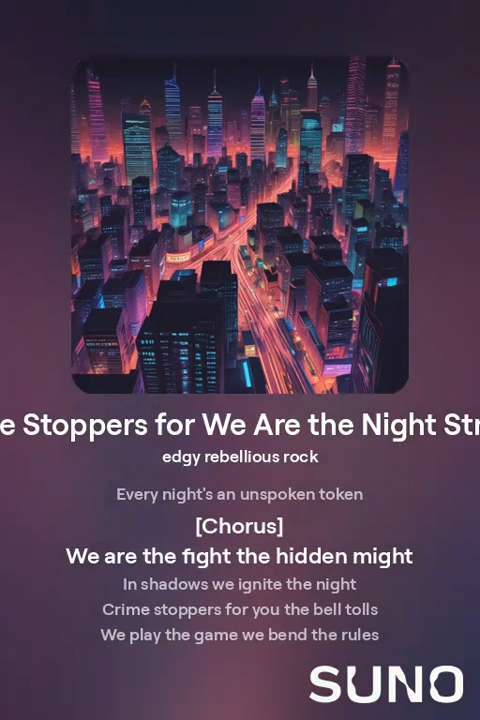 e Stoppers for We Are the Night Str
edgy rebellious rock
Every night's an unspoken token
[Chorus]
We are the fight the hidden might
In shadows we ignite the night
Crime stoppers for you the bell tolls
We play the game we bend the rules
SUNO